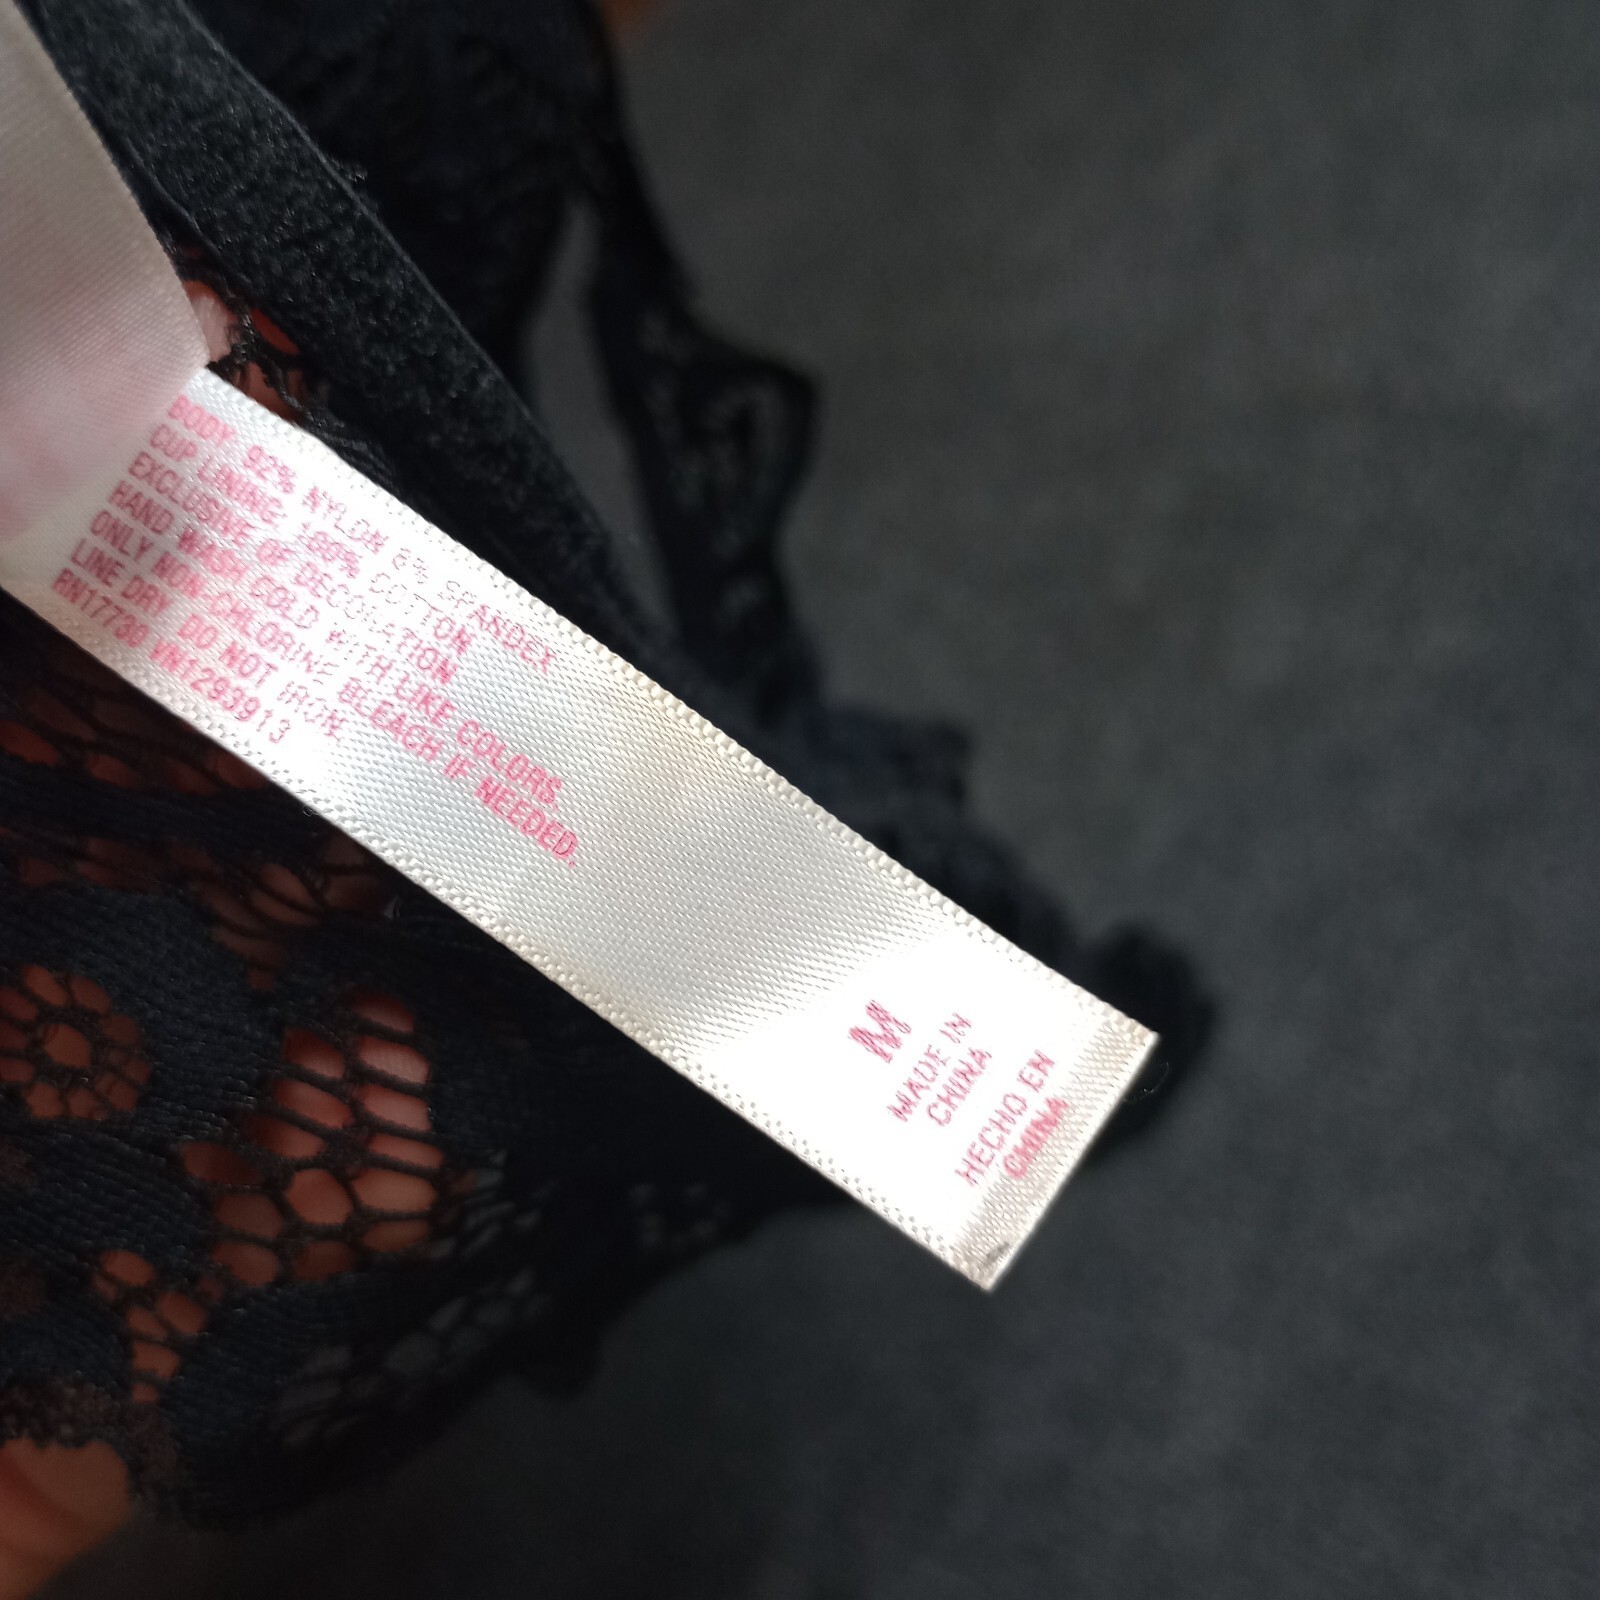 BODY 92% NYLON 8% SPANDEX
CUP LINING 100% COTTON
EXCLUSIVE OF DECORATION
HAND WASH COLD WITH LIKE COLORS.
ONLY NON-CHLORINE BLEACH IF NEEDED.
LINE DRY DO NOT IRON.
RN17730 VN1293913
M
MADE IN
CHINA
HECHO EN
CHINA